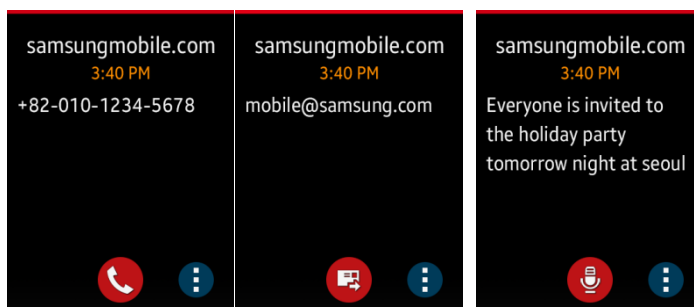 samsungmobile.com
3:40 PM
+82-010-1234-5678
samsungmobile.com
3:40 PM
mobile@samsung.com
samsungmobile.com
3:40 PM
Everyone is invited to
the holiday party
tomorrow night at seoul